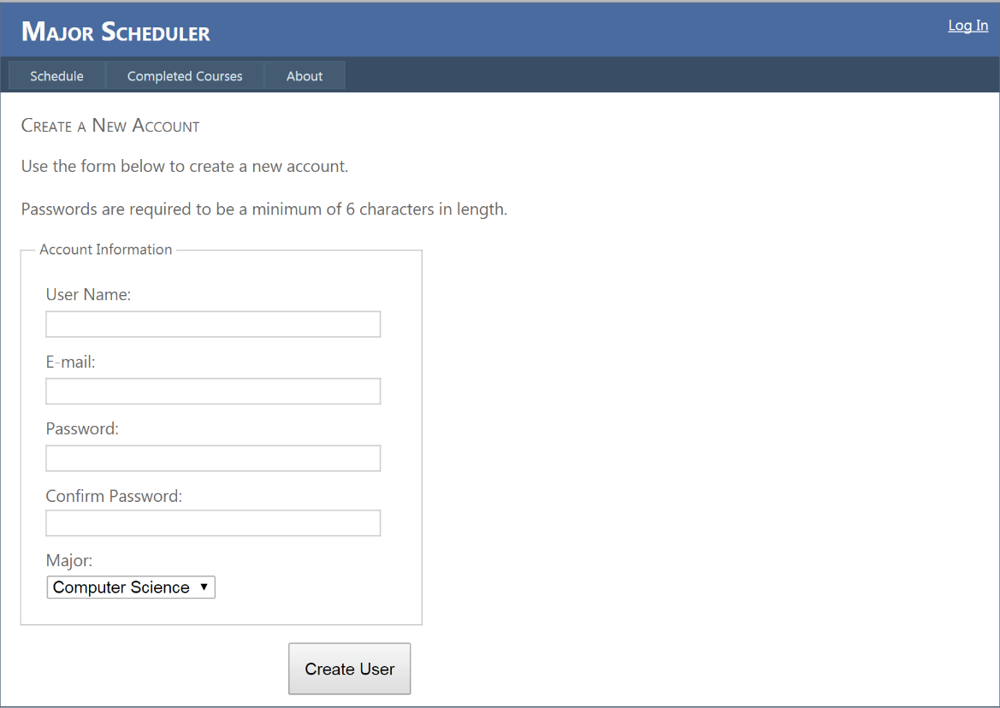 Major Scheduler
Log In
Schedule Completed Courses About
Create a New Account
Use the form below to create a new account.
Passwords are required to be a minimum of 6 characters in length.
Account Information
User Name:
E-mail:
Password:
Confirm Password:
Major:
Computer Science
Create User